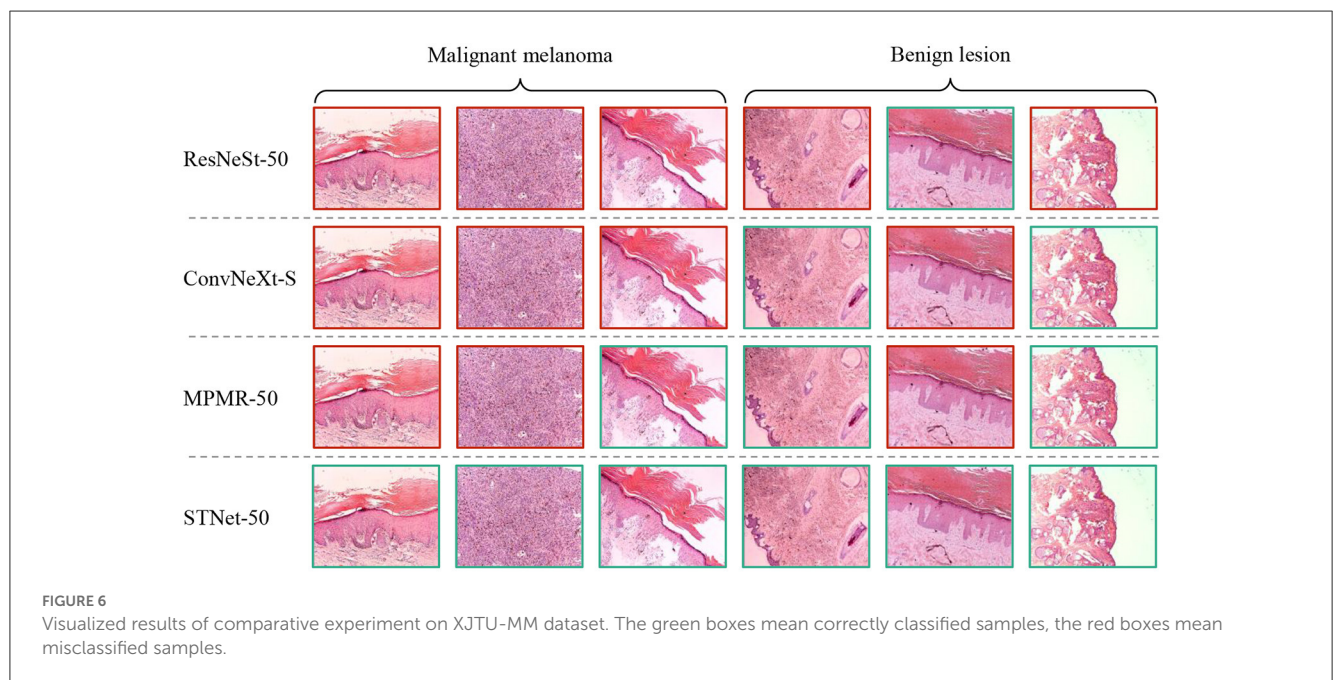 Malignant melanoma
Benign lesion
ResNeSt-50
ConvNeXt-S
MPMR-50
STNet-50
FIGURE 6
Visualized results of comparative experiment on XJTU-MM dataset. The green boxes mean correctly classified samples, the red boxes mean
misclassified samples.